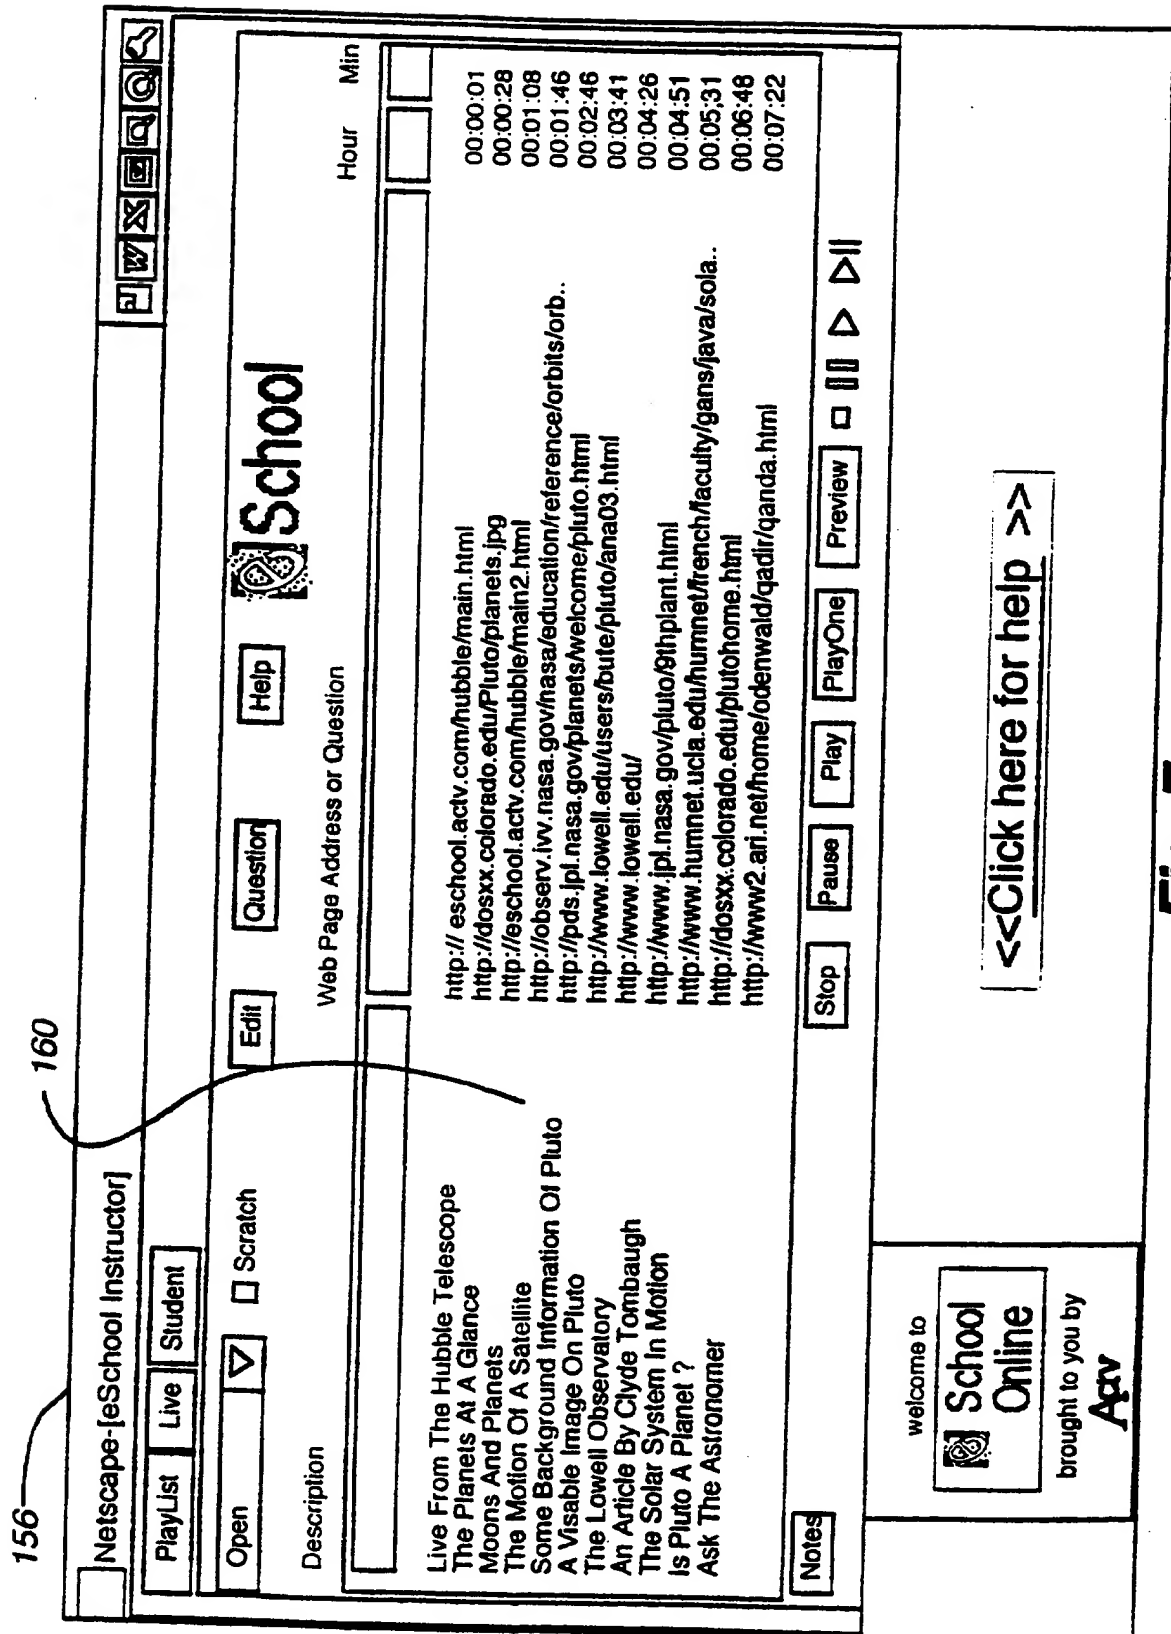 156
160
Netscape-[eSchool Instructor]
PlayList Live Student
Open Scratch Edit Question Help School
Description Web Page Address or Question Hour Min
Live From The Hubble Telescope http:// eschool.actv.com/hubble/main.html 00:00:01
The Planets At A Glance http://dosxx.colorado.edu/Pluto/planets.jpg 00:00:28
Moons And Planets http://eschool.actv.com/hubble/main2.html 00:01:08
The Motion Of A Satellite http://observ.ivv.nasa.gov/nasa/education/reference/orbits/orb.. 00:01:46
Some Background Information Of Pluto http://pds.jpl.nasa.gov/planets/welcome/pluto.html 00:02:46
A Visable Image On Pluto http://www.lowell.edu/users/bute/pluto/ana03.html 00:03:41
The Lowell Observatory http://www.lowell.edu/ 00:04:26
An Article By Clyde Tombaugh http://www.jpl.nasa.gov/pluto/9thplant.html 00:04:51
The Solar System In Motion http://www.humnet.ucla.edu/humnet/french/faculty/gans/java/sola.. 00:05;31
Is Pluto A Planet ? http://dosxx.colorado.edu/plutohome.html 00:06:48
Ask The Astronomer http://www2.ari.net/home/odenwald/qadir/qanda.html 00:07:22
Notes Stop Pause Play PlayOne Preview
welcome to
School
Online
brought to you by
Actv
<<Click here for help >>